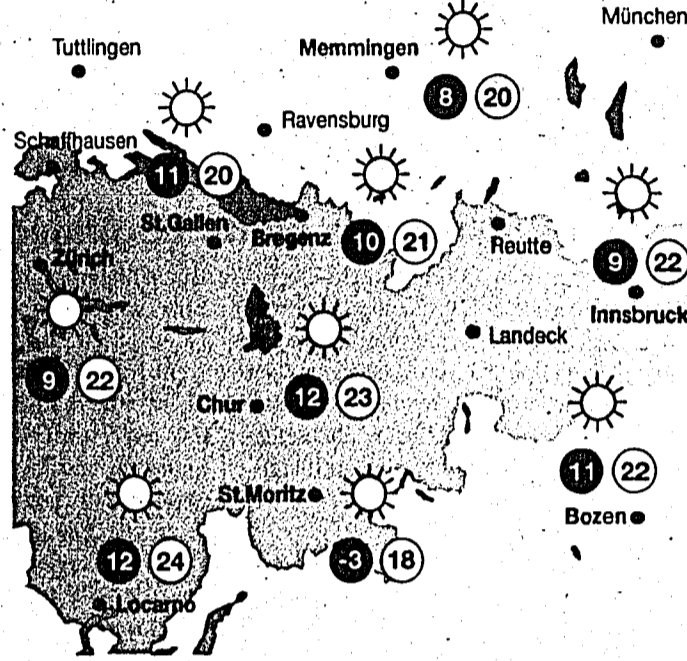 München
Tuttlingen
Memmingen
8 20
Ravensburg
Schaffhausen
11 20
St.Gallen
Bregenz
10 21
Reutte
Zürich
9 22
Innsbruck
Landeck
9 22
Chur
12 23
11 22
St.Moritz
Bozen
12 24
-3 18
Locarno